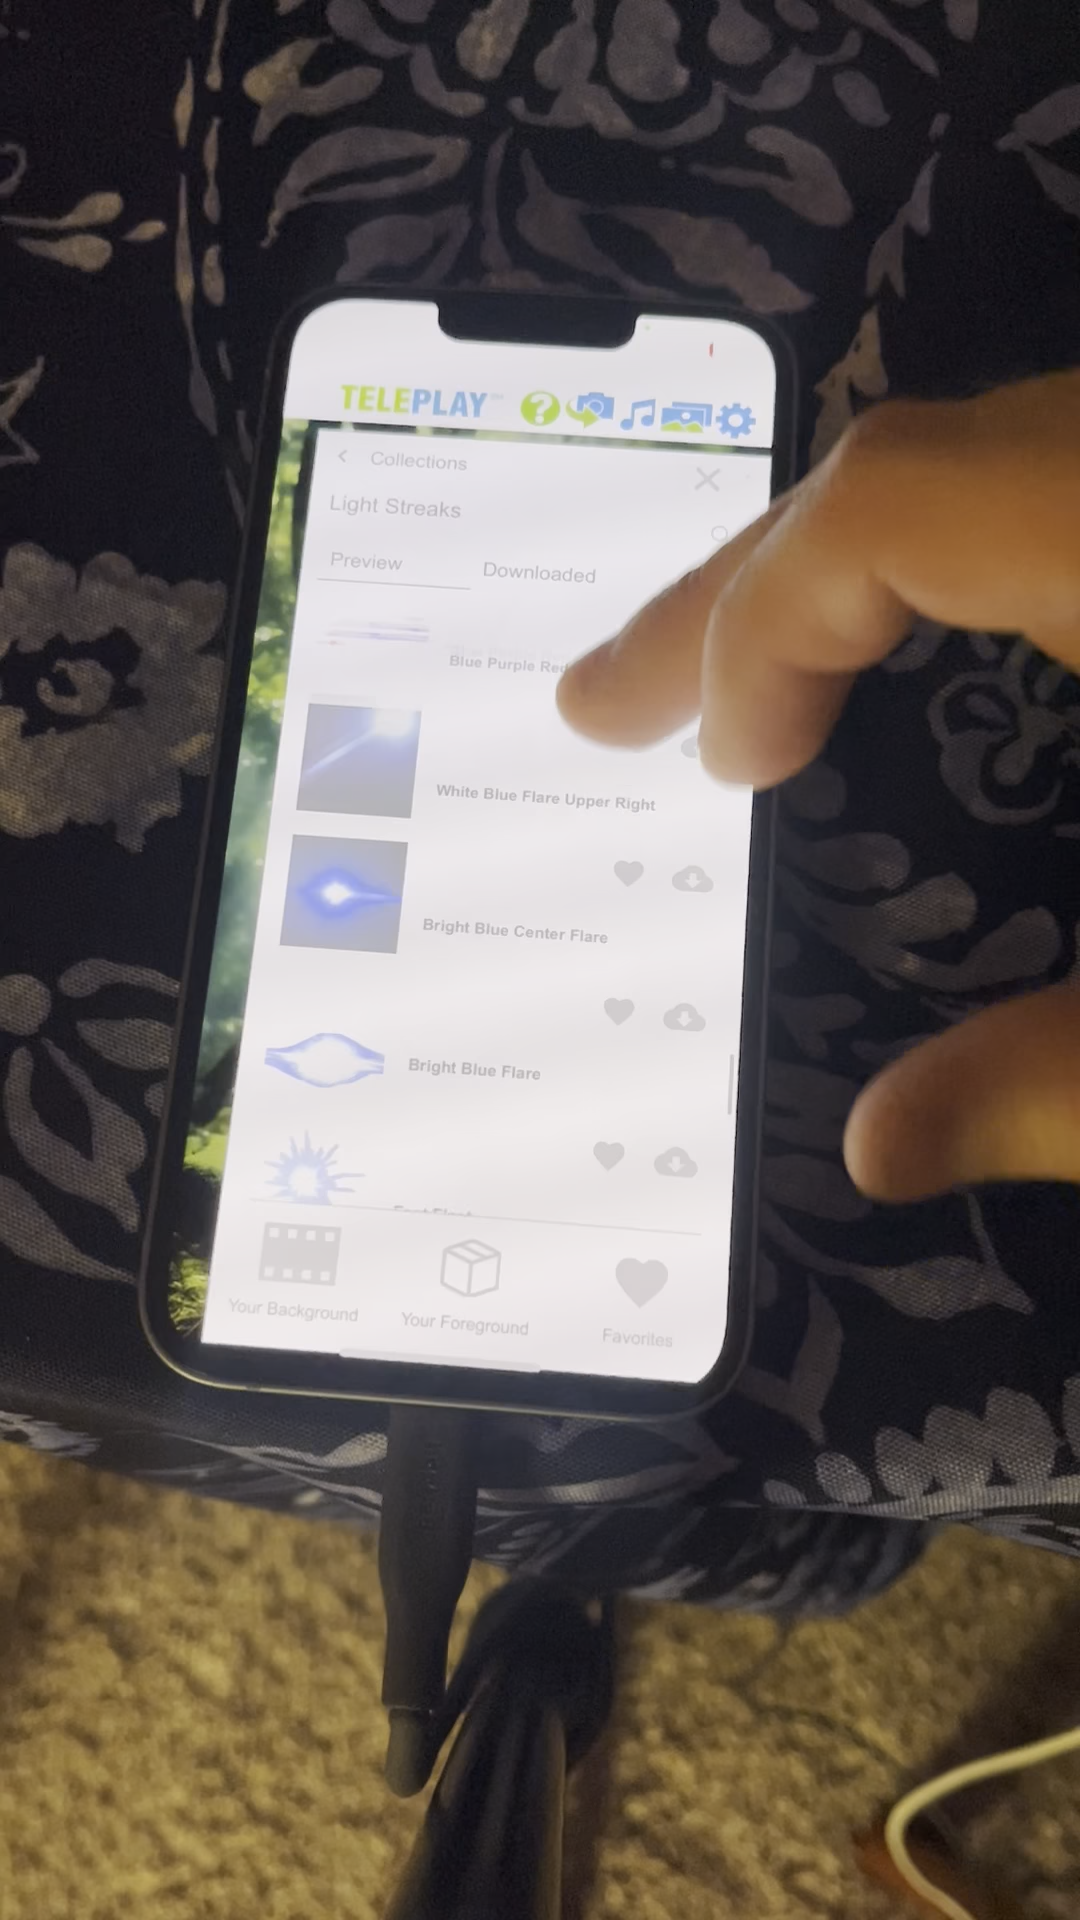 TELEPLAY™
Collections
Light Streaks
Preview
Downloaded
Blue Purple Red
White Blue Flare Upper Right
Bright Blue Center Flare
Bright Blue Flare
Your Background
Your Foreground
Favorites